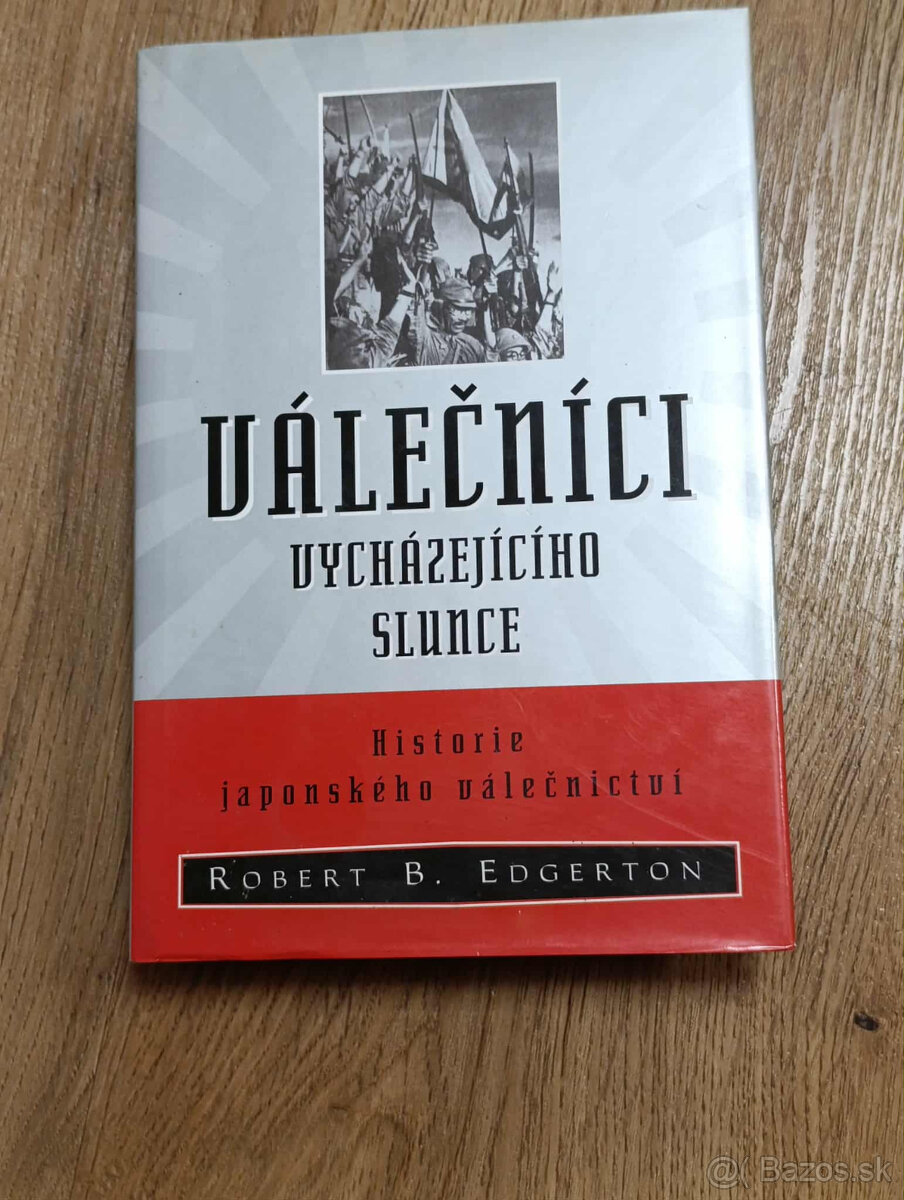 VÁLEČNÍCI
VYCHÁZEJÍCÍHO
SLUNCE
Historie
japonského válečnictví
ROBERT B. EDGERTON
@ Bazos.sk